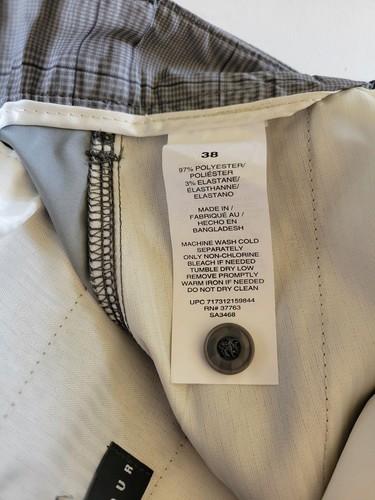 38
97% POLYESTER/
POLIÉSTER
3% ELASTANE/
ÉLASTHANNE/
ELASTANO
MADE IN /
FABRIQUÉ AU /
HECHO EN
BANGLADESH
MACHINE WASH COLD
SEPARATELY
ONLY NON-CHLORINE
BLEACH IF NEEDED
TUMBLE DRY LOW
REMOVE PROMPTLY
WARM IRON IF NEEDED
DO NOT DRY CLEAN
UPC 717312159844
RN# 37763
SA3468
OUR